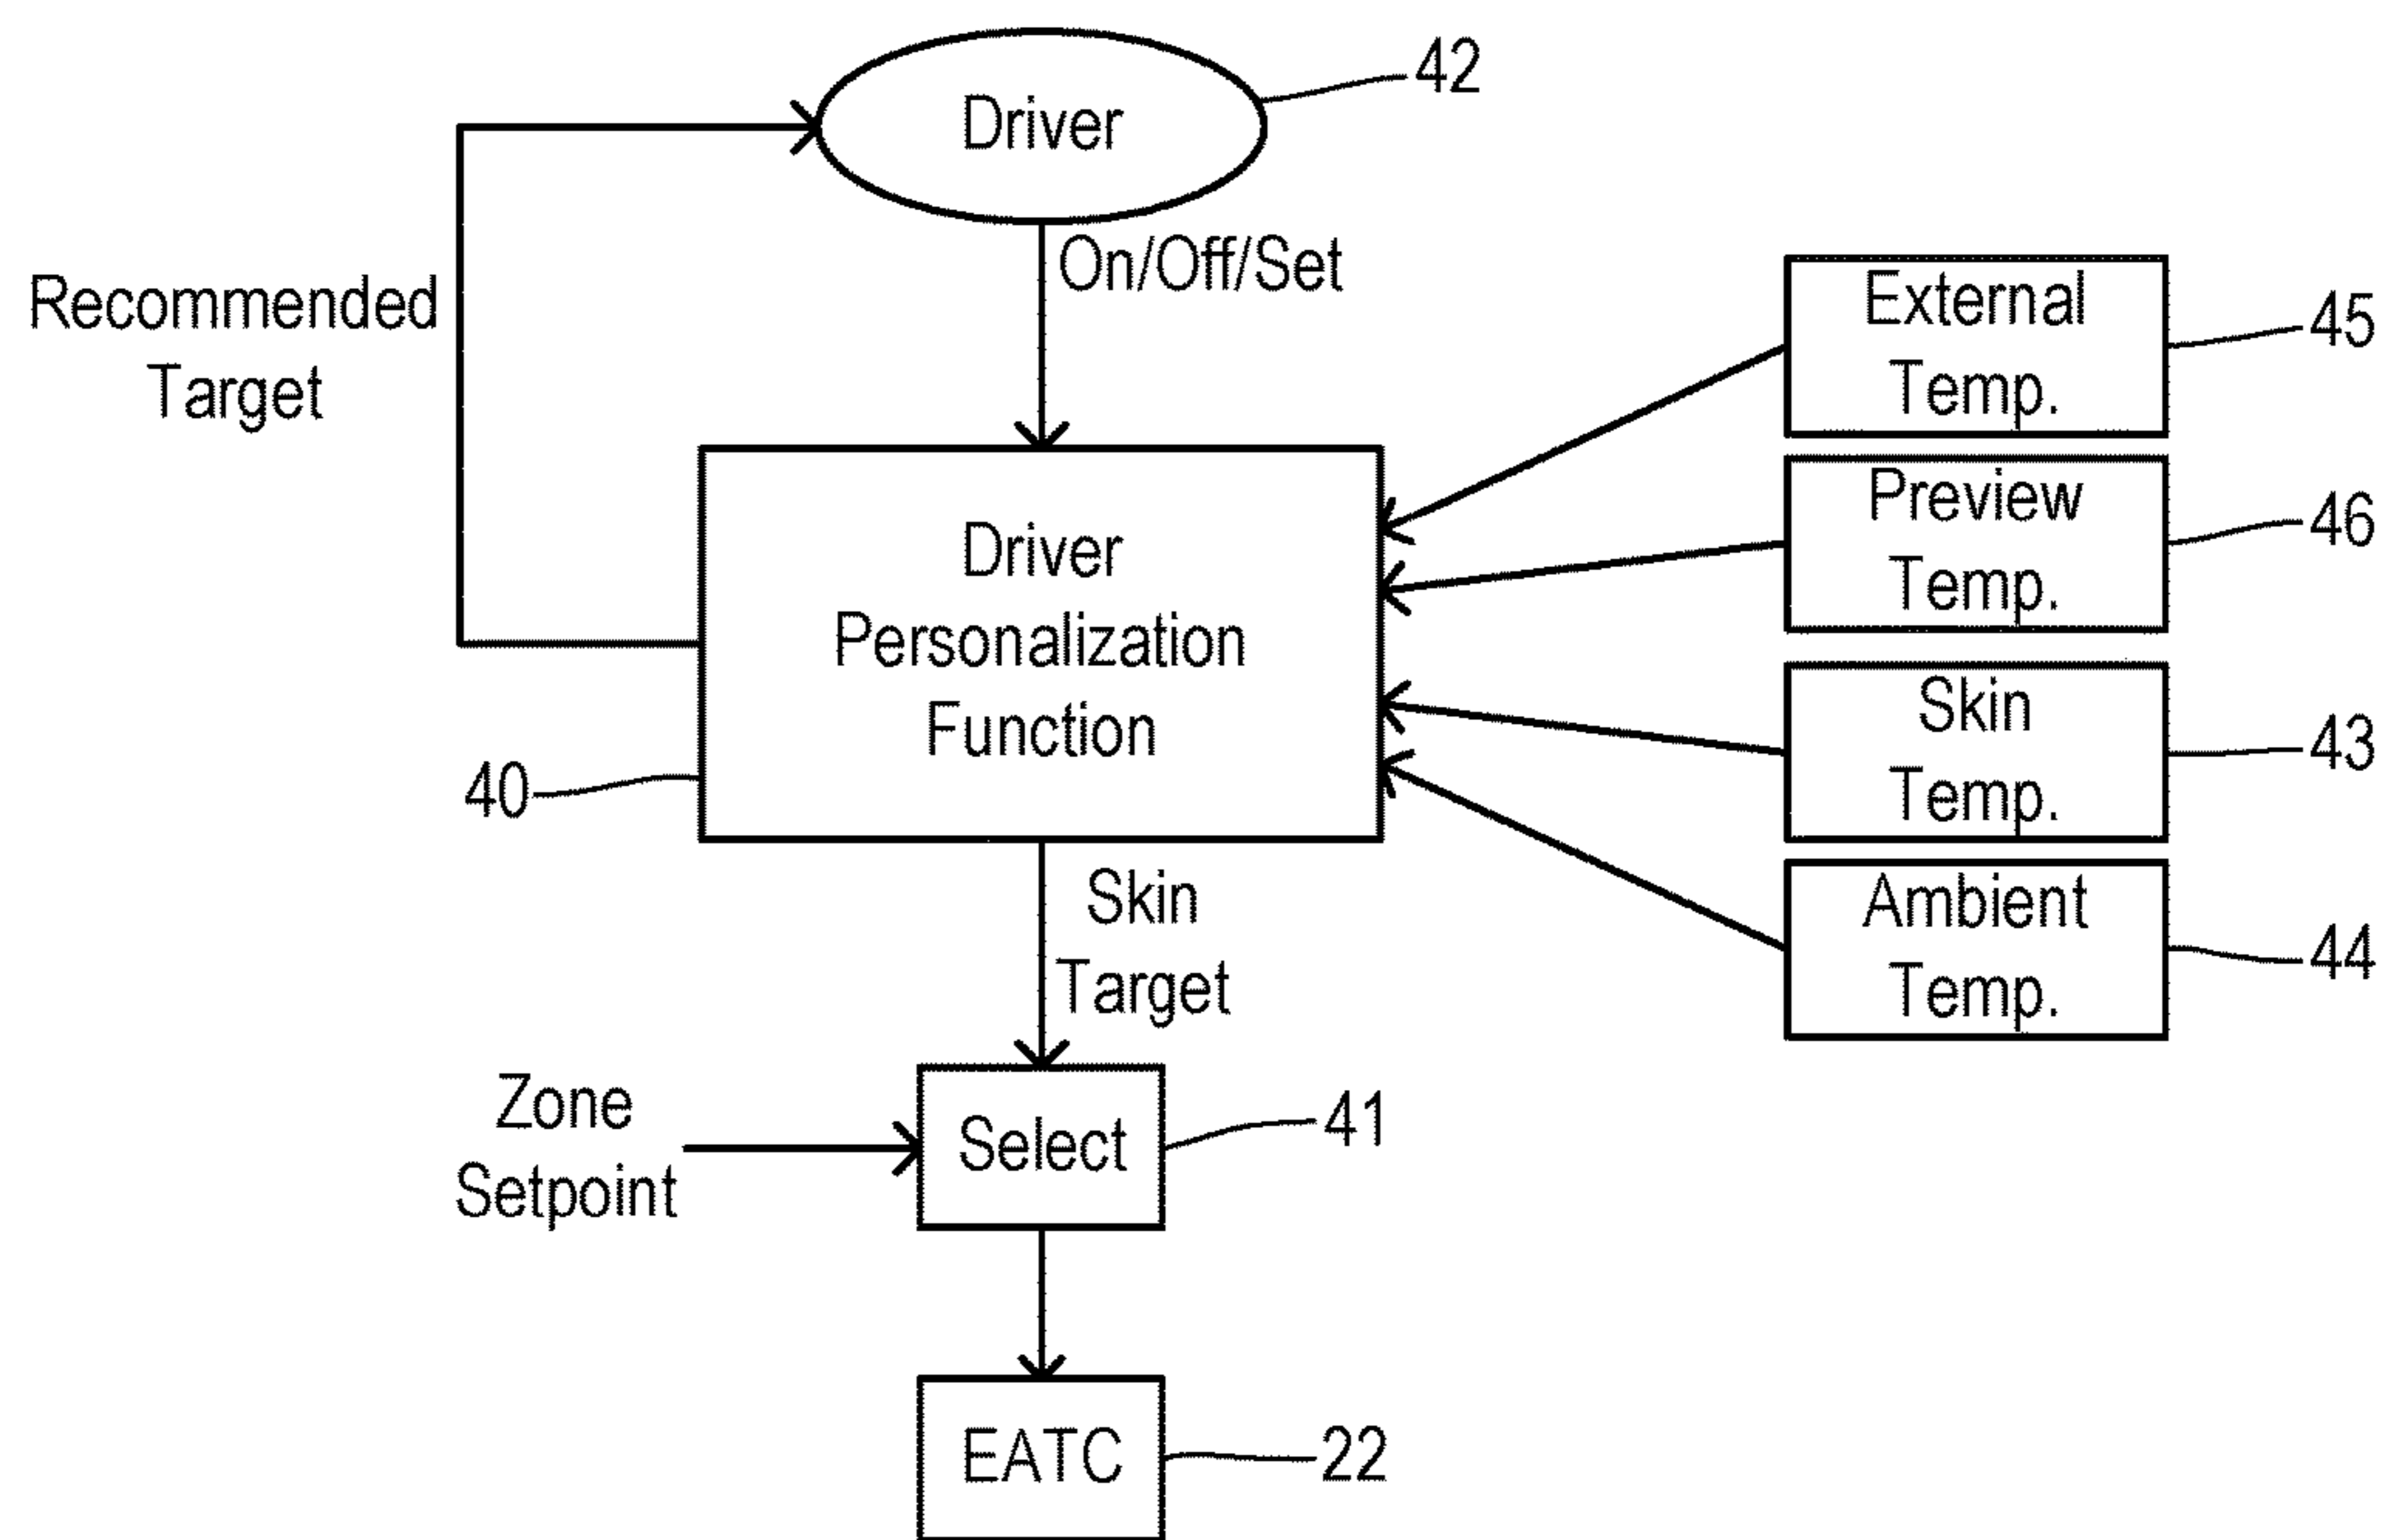 Driver
42
On/Off/Set
Recommended
Target
External
Temp.
45
Preview
Temp.
46
Driver
Personalization
Function
40
Skin
Temp.
43
Ambient
Temp.
44
Skin
Target
Zone
Setpoint
Select
41
EATC
22